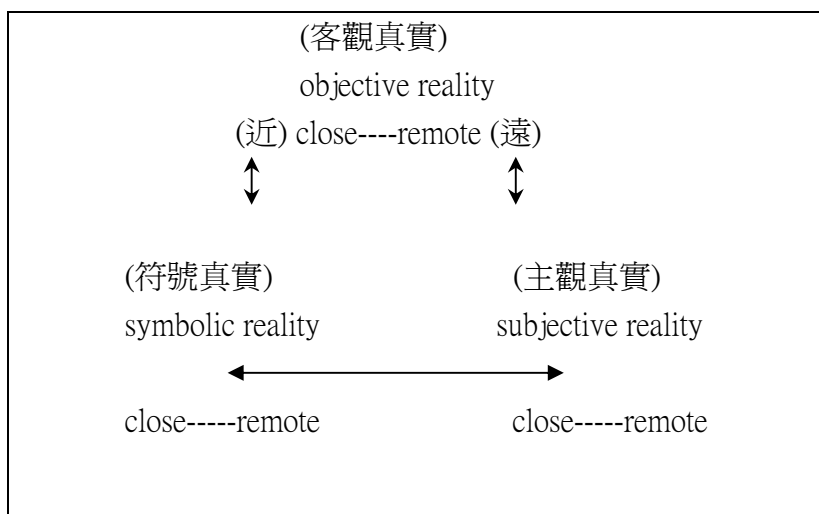 (客觀真實)
objective reality
(近) close----remote (遠)
(符號真實)
(主觀真實)
symbolic reality
subjective reality
close-----remote
close-----remote